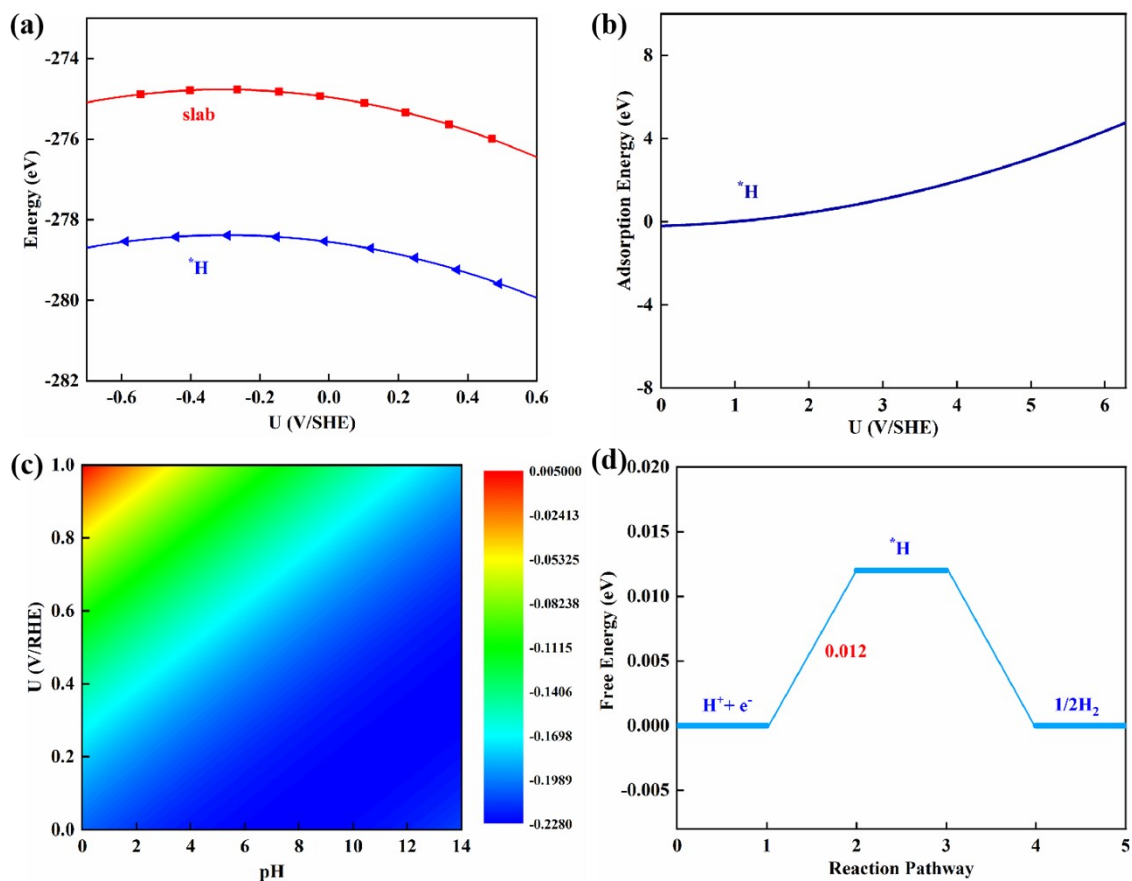 (a)
-274
-276
-278
-280
-282
Energy (eV)
slab
*H
-0.6 -0.4 -0.2 0.0 0.2 0.4 0.6
U (V/SHE)
(b)
8
4
0
-4
-8
Adsorption Energy (eV)
*H
0 1 2 3 4 5 6
U (V/SHE)
(c)
1.0
0.8
0.6
0.4
0.2
0.0
U (V/RHE)
0 2 4 6 8 10 12 14
pH
0.005000
-0.02413
-0.05325
-0.08238
-0.1115
-0.1406
-0.1698
-0.1989
-0.2280
(d)
0.020
0.015
0.010
0.005
0.000
-0.005
Free Energy (eV)
*H
0.012
H+ + e-
1/2H2
0 1 2 3 4 5
Reaction Pathway